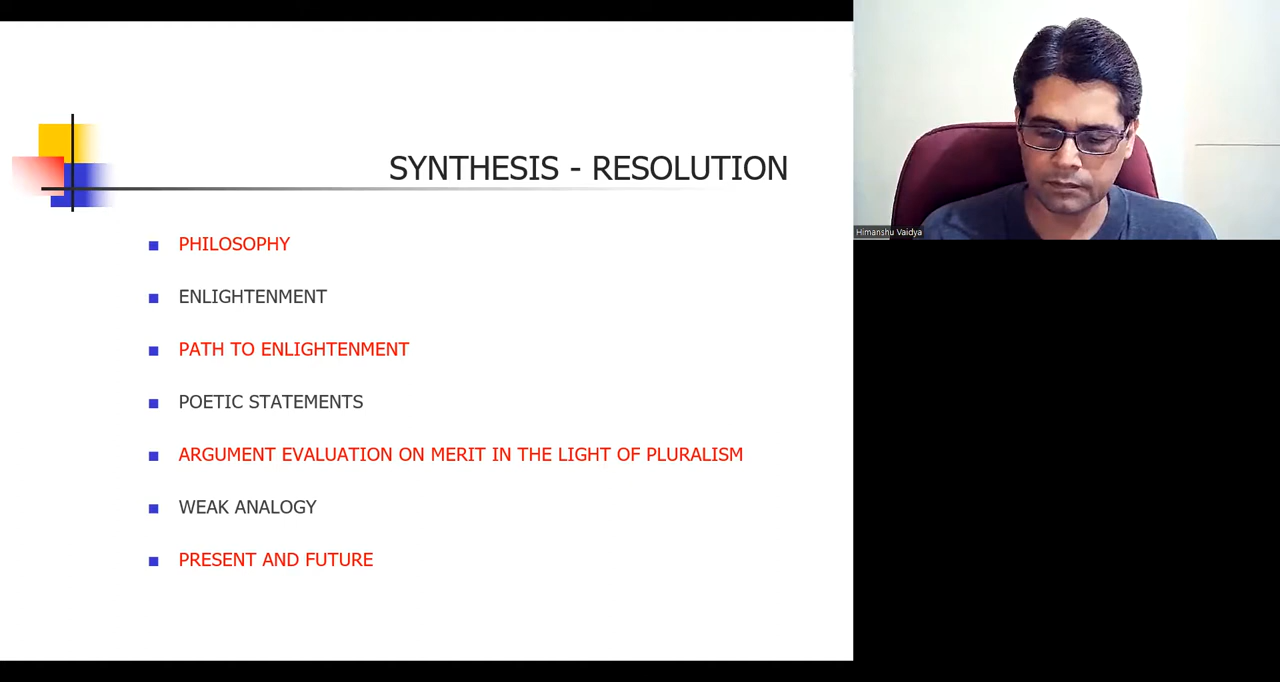 SYNTHESIS - RESOLUTION
PHILOSOPHY
ENLIGHTENMENT
PATH TO ENLIGHTENMENT
POETIC STATEMENTS
ARGUMENT EVALUATION ON MERIT IN THE LIGHT OF PLURALISM
WEAK ANALOGY
PRESENT AND FUTURE
Himanshu Vaidya